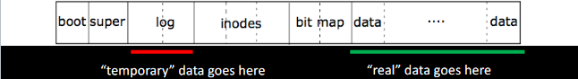 boot super log inodes bit map data .... data
“temporary” data goes here “real” data goes here